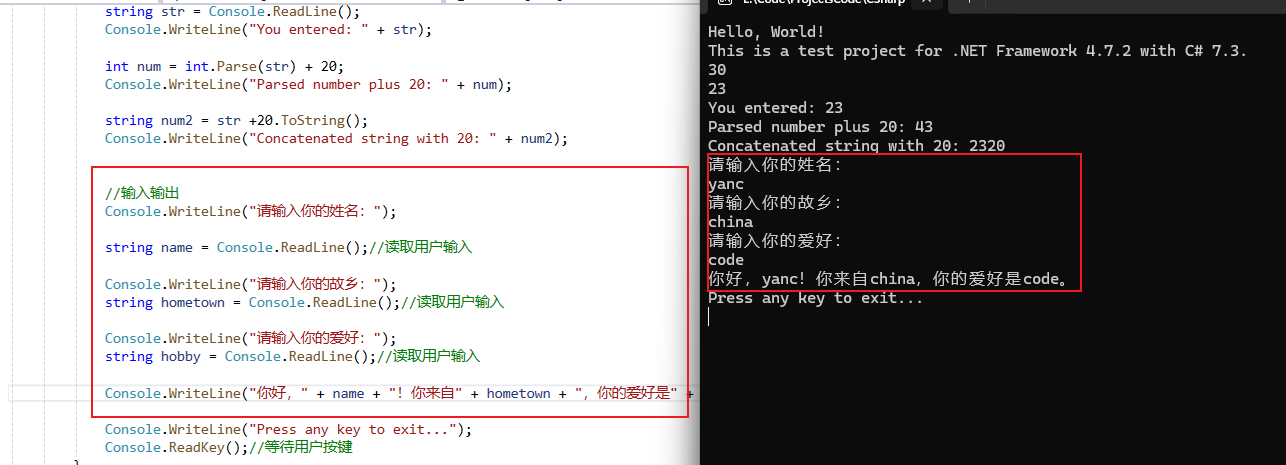 string str = Console.ReadLine();
Console.WriteLine("You entered: " + str);
int num = int.Parse(str) + 20;
Console.WriteLine("Parsed number plus 20: " + num);
string num2 = str +20.ToString();
Console.WriteLine("Concatenated string with 20: " + num2);
//输入输出
Console.WriteLine("请输入你的姓名：");
string name = Console.ReadLine();//读取用户输入
Console.WriteLine("请输入你的故乡：");
string hometown = Console.ReadLine();//读取用户输入
Console.WriteLine("请输入你的爱好：");
string hobby = Console.ReadLine();//读取用户输入
Console.WriteLine("你好，" + name + "！你来自" + hometown + "，你的爱好是" +
Console.WriteLine("Press any key to exit...");
Console.ReadKey();//等待用户按键
}
Hello, World!
This is a test project for .NET Framework 4.7.2 with C# 7.3.
30
23
You entered: 23
Parsed number plus 20: 43
Concatenated string with 20: 2320
请输入你的姓名：
yanc
请输入你的故乡：
china
请输入你的爱好：
code
你好，yanc！你来自china，你的爱好是code。
Press any key to exit...